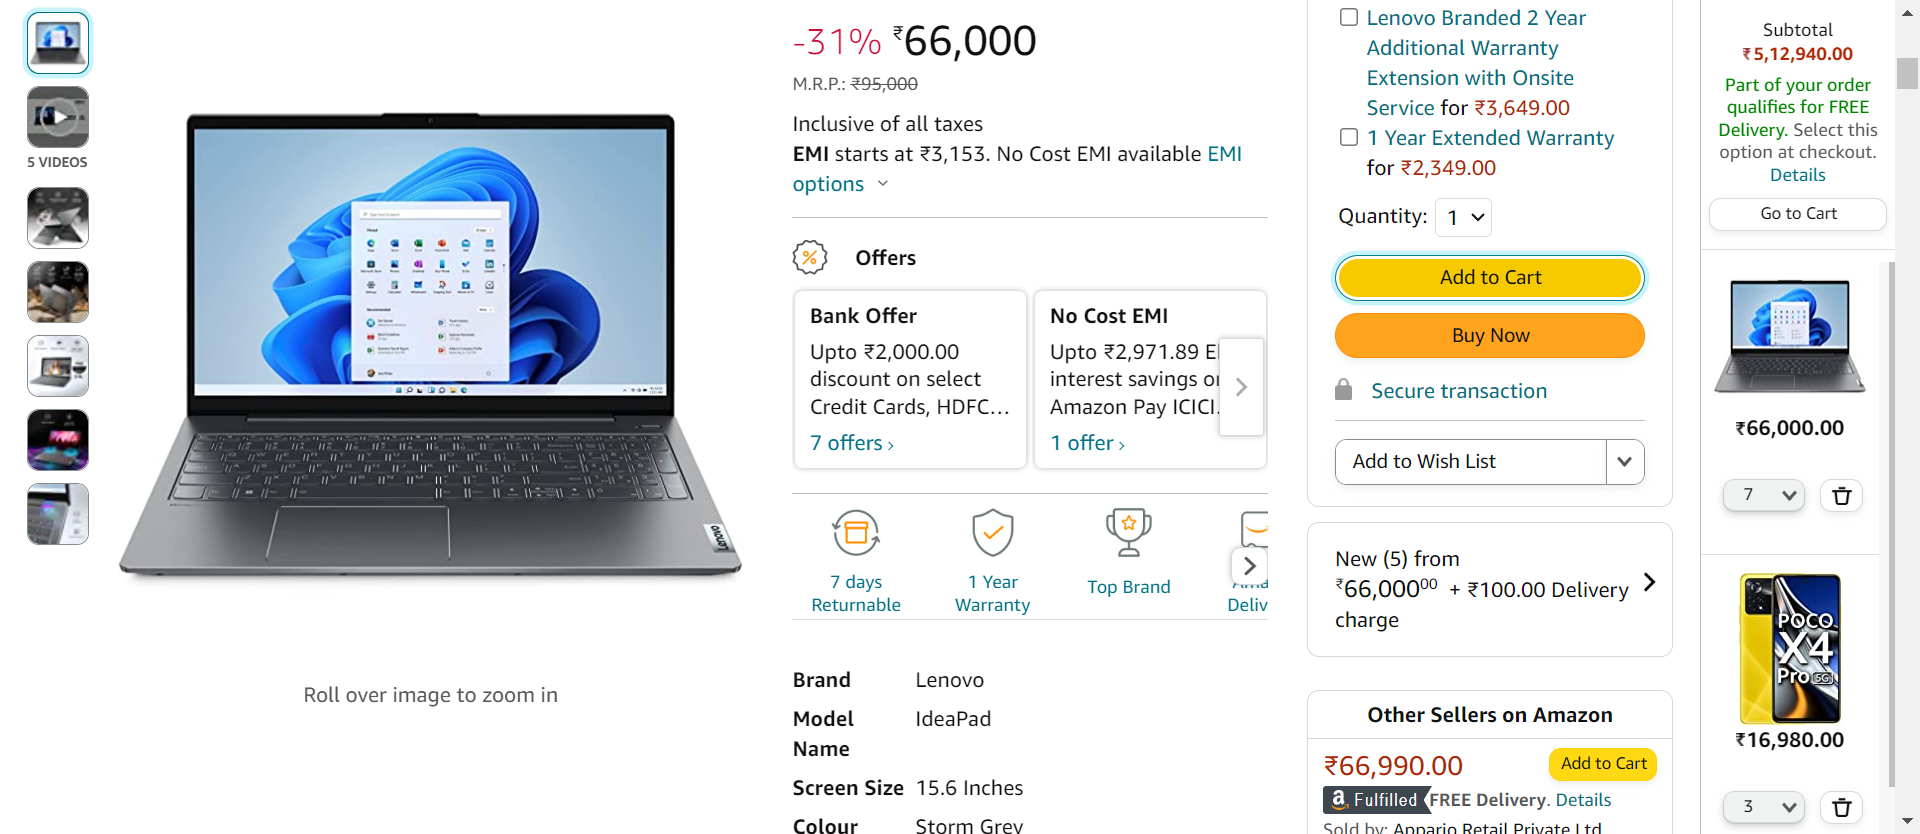 5 VIDEOS
Lenovo
Roll over image to zoom in
-31% ₹66,000
M.R.P.: ₹95,000
Inclusive of all taxes
EMI starts at ₹3,153. No Cost EMI available EMI
options
Offers
Bank Offer
Upto ₹2,000.00
discount on select
Credit Cards, HDFC…
7 offers ›
No Cost EMI
Upto ₹2,971.89 E
interest savings o
Amazon Pay ICICI.
1 offer ›
7 days
Returnable
1 Year
Warranty
Top Brand
Deliv
Brand Lenovo
Model
Name
IdeaPad
Screen Size 15.6 Inches
Colour Storm Grey
Lenovo Branded 2 Year
Additional Warranty
Extension with Onsite
Service for ₹3,649.00
1 Year Extended Warranty
for ₹2,349.00
Quantity: 1
Add to Cart
Buy Now
Secure transaction
Add to Wish List
New (5) from
₹66,000⁰⁰ + ₹100.00 Delivery
charge
Other Sellers on Amazon
₹66,990.00 Add to Cart
a Fulfilled FREE Delivery. Details
Sold by: Appario Retail Private Ltd
Subtotal
₹5,12,940.00
Part of your order
qualifies for FREE
Delivery. Select this
option at checkout.
Details
Go to Cart
₹66,000.00
7
POCO
X4
Pro 5G
₹16,980.00
3